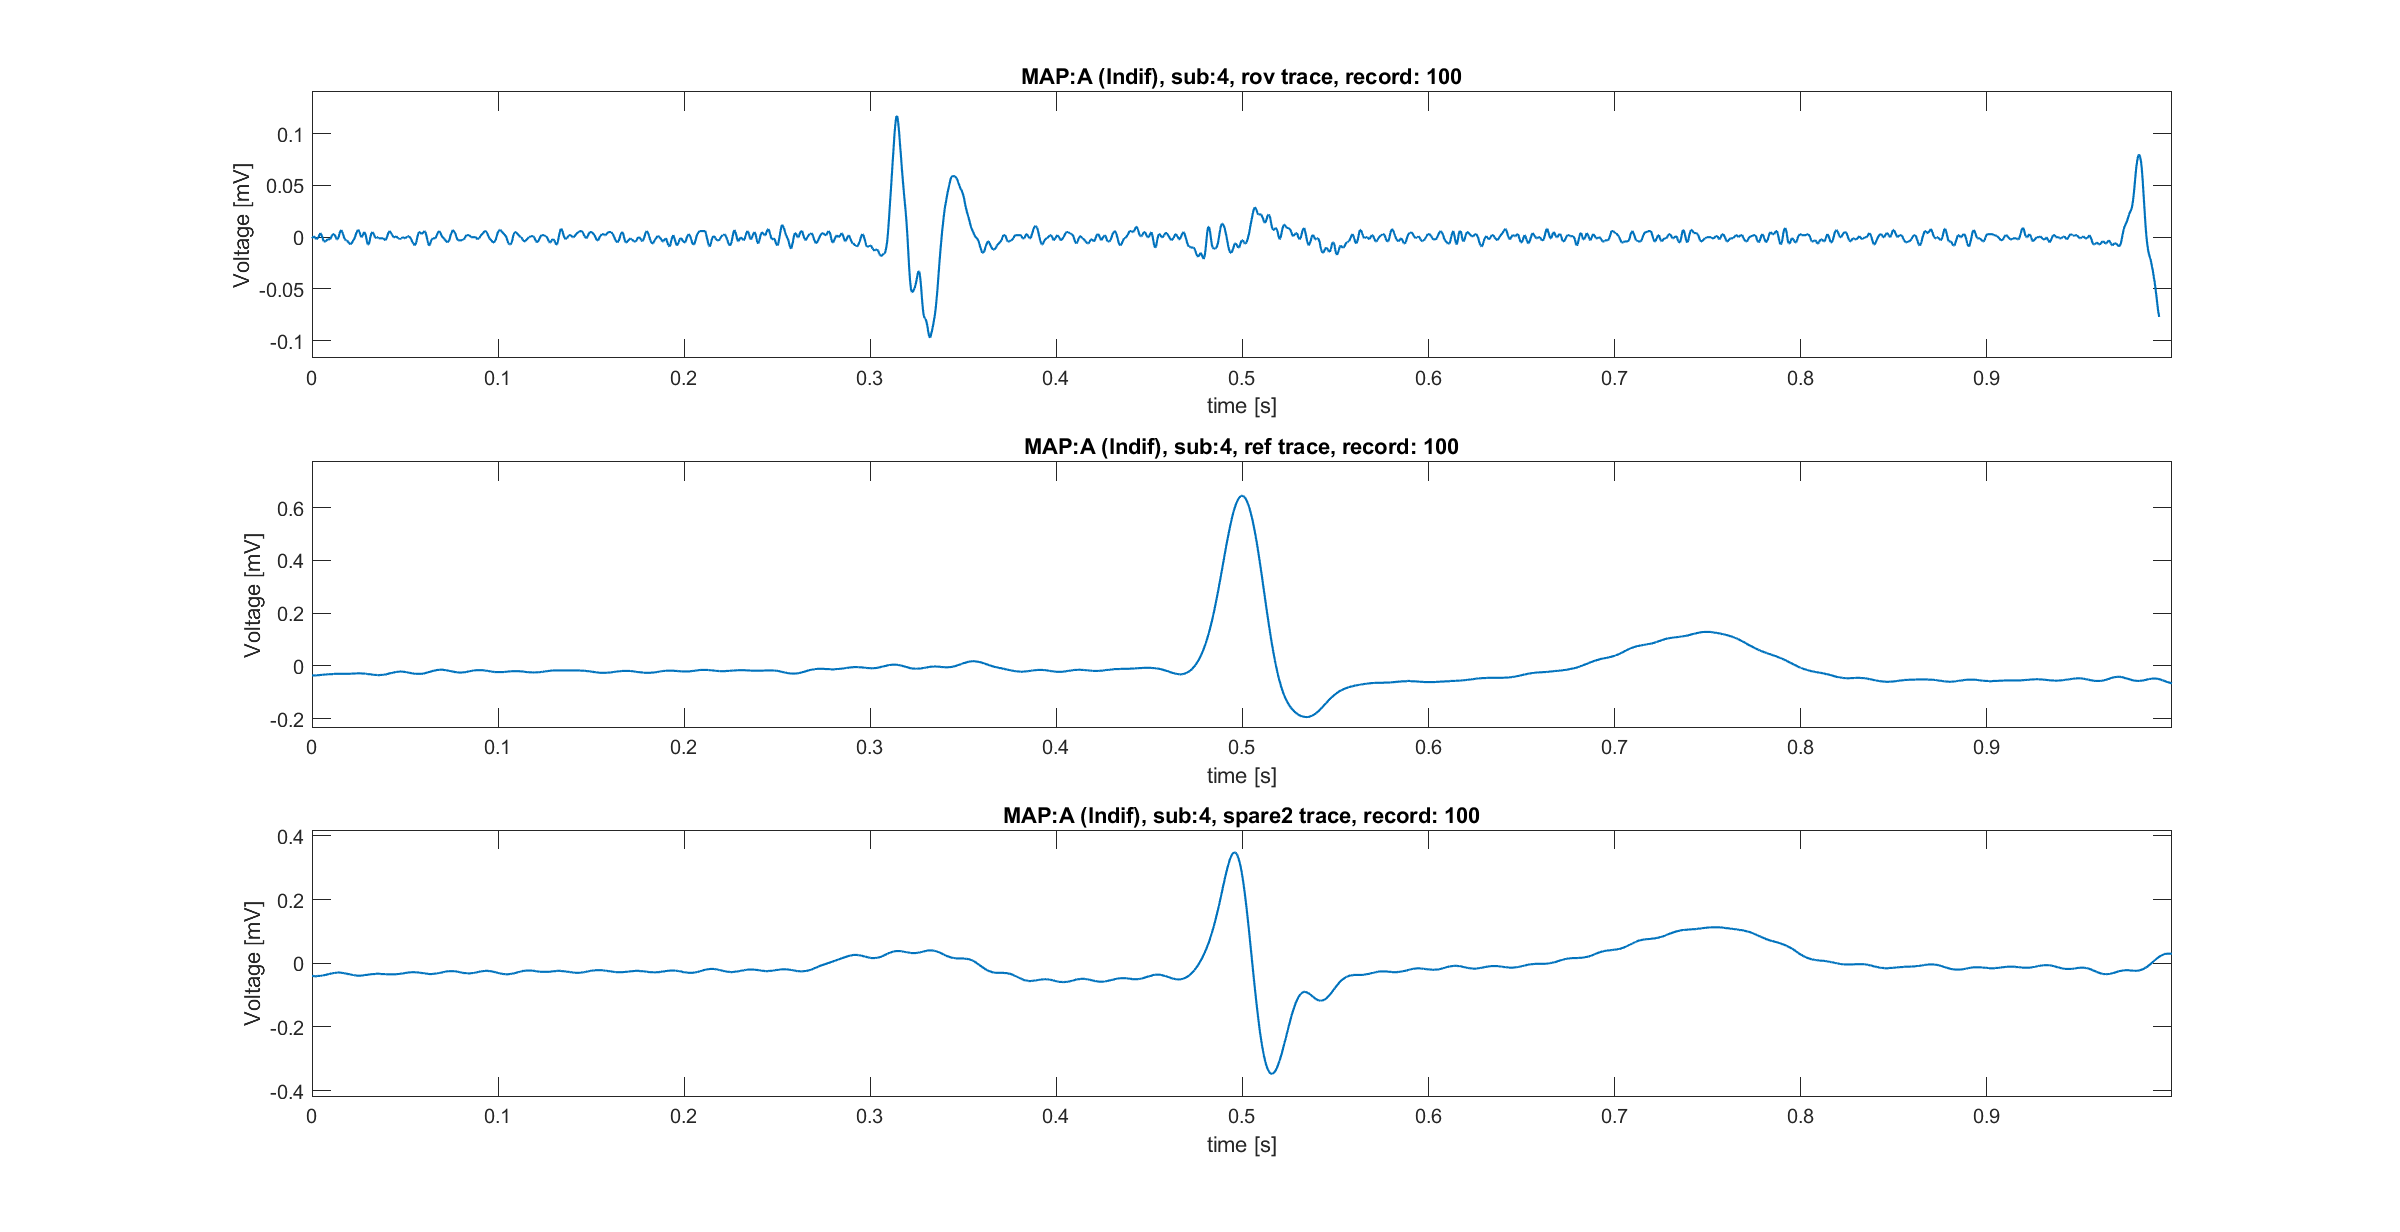 MAP:A (Indif), sub:4, rov trace, record: 100
Voltage [mV]
0.1
0.05
0
-0.05
-0.1
0 0.1 0.2 0.3 0.4 0.5 0.6 0.7 0.8 0.9
time [s]
MAP:A (Indif), sub:4, ref trace, record: 100
Voltage [mV]
0.6
0.4
0.2
0
-0.2
0 0.1 0.2 0.3 0.4 0.5 0.6 0.7 0.8 0.9
time [s]
MAP:A (Indif), sub:4, spare2 trace, record: 100
Voltage [mV]
0.4
0.2
0
-0.2
-0.4
0 0.1 0.2 0.3 0.4 0.5 0.6 0.7 0.8 0.9
time [s]